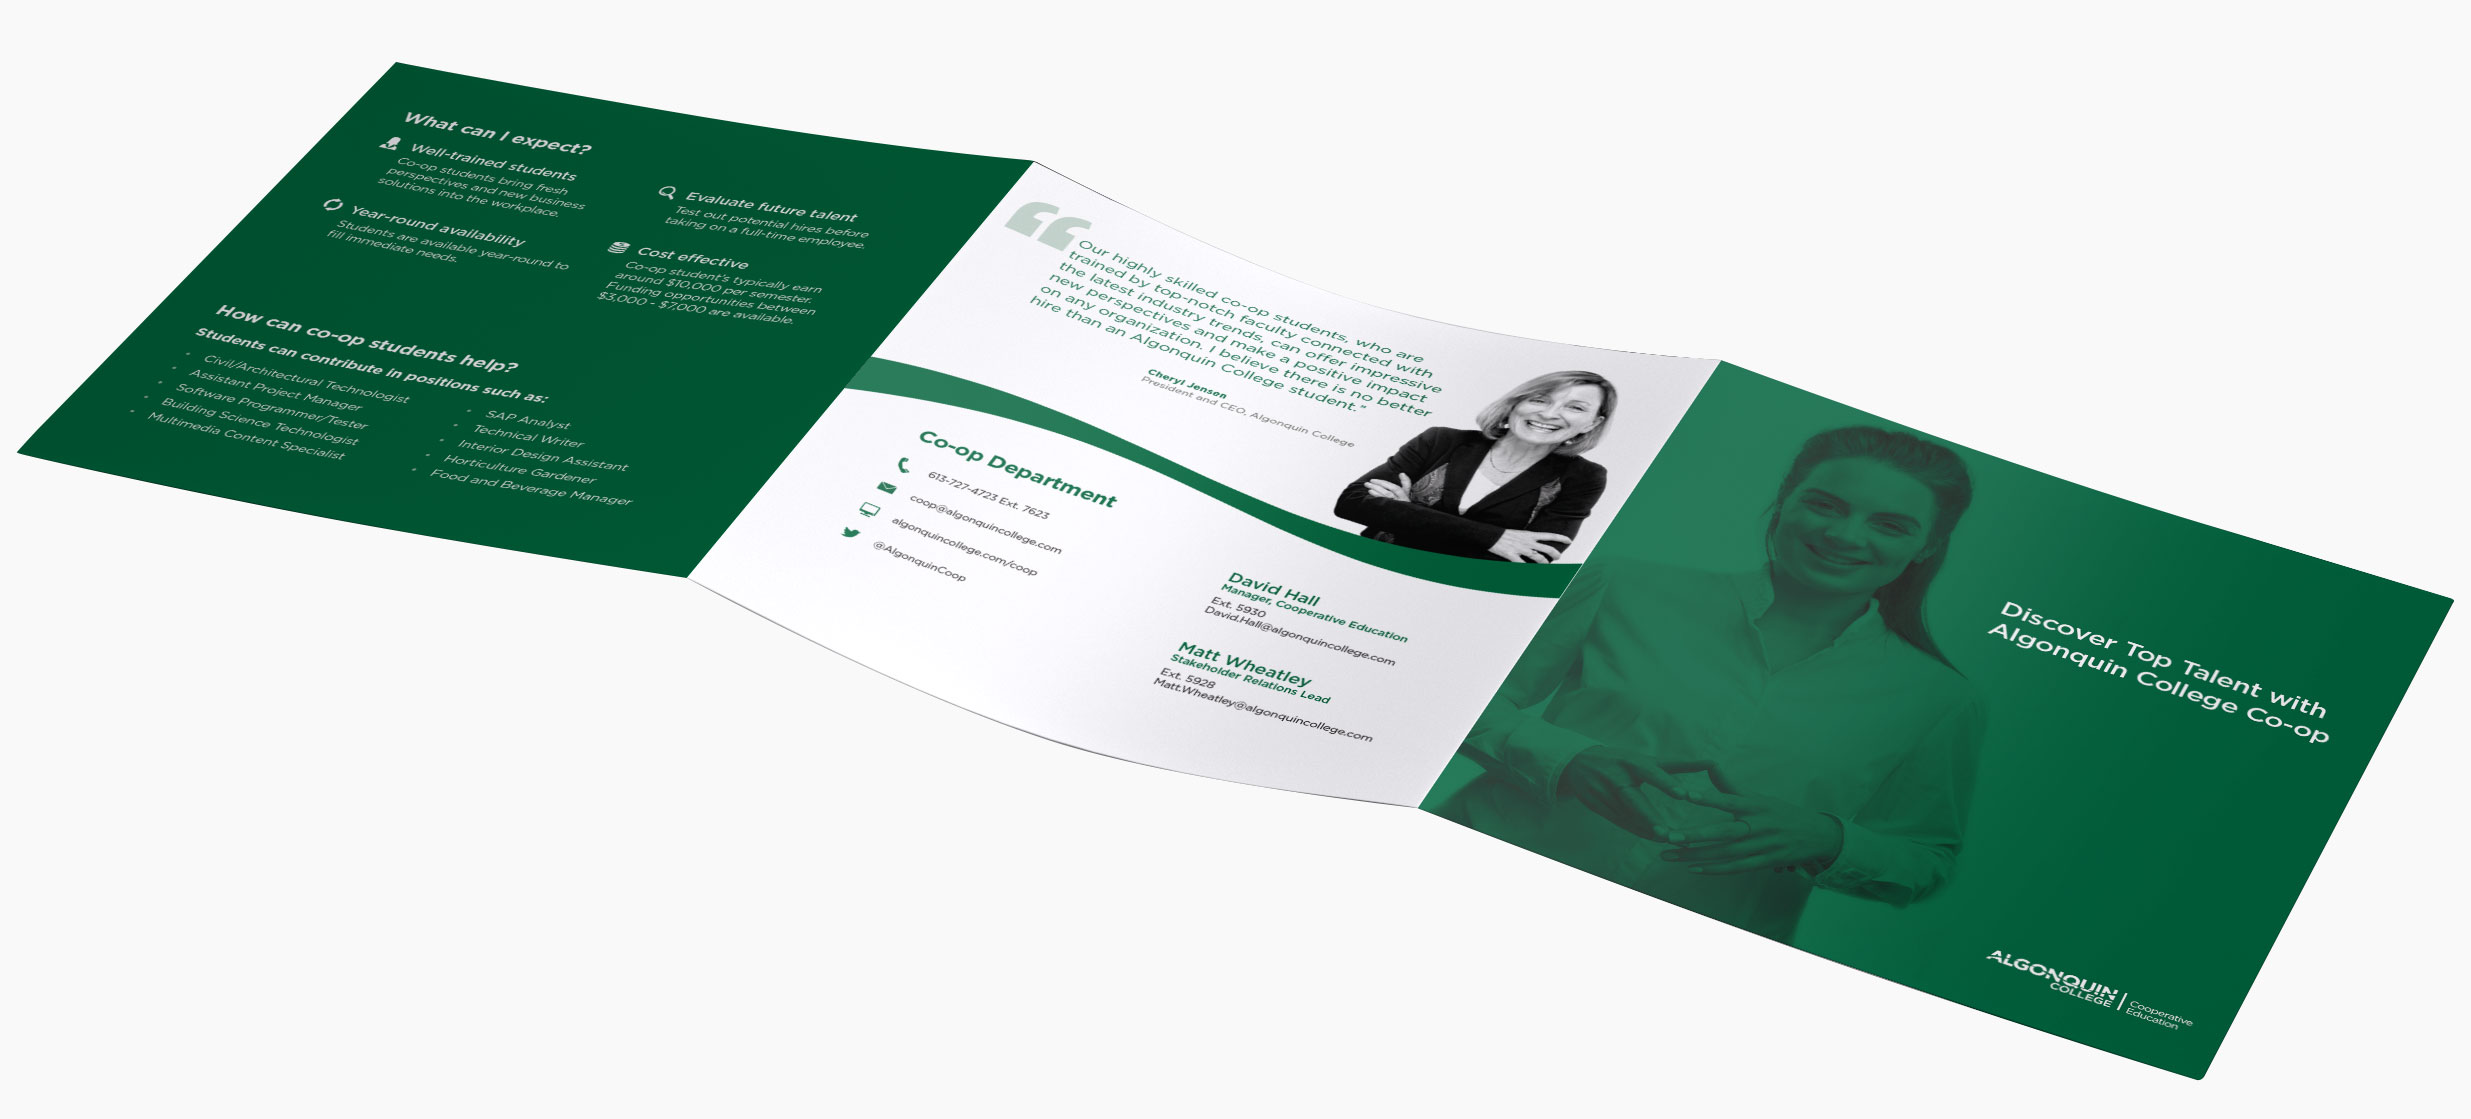 What can I expect?
Well-trained students
Co-op students bring fresh
perspectives and new business
solutions into the workplace.
Year-round availability
Students are available year-round to
fill immediate needs.
Evaluate future talent
Test out potential hires before
taking on a full-time employee.
Cost effective
Co-op student's typically earn
around $10,000 per semester.
Funding opportunities between
$3,000 - $7,000 are available.
How can co-op students help?
Students can contribute in positions such as:
• Civil/Architectural Technologist
• Assistant Project Manager
• Software Programmer/Tester
• Building Science Technologist
• Multimedia Content Specialist
• SAP Analyst
• Technical Writer
• Interior Design Assistant
• Horticulture Gardener
• Food and Beverage Manager
“Our highly skilled co-op students, who are
trained by top-notch faculty connected with
the latest industry trends, can offer impressive
new perspectives and make a positive impact
on any organization. I believe there is no better
hire than an Algonquin College student.”
Cheryl Jensen
President and CEO, Algonquin College
Co-op Department
613-727-4723 Ext. 7623
coop@algonquincollege.com
algonquincollege.com/coop
@AlgonquinCoop
David Hall
Manager, Cooperative Education
Ext. 5930
David.Hall@algonquincollege.com
Matt Wheatley
Stakeholder Relations Lead
Ext. 5928
Matt.Wheatley@algonquincollege.com
Discover Top Talent with
Algonquin College Co-op
ALGONQUIN
COLLEGE
Cooperative
Education